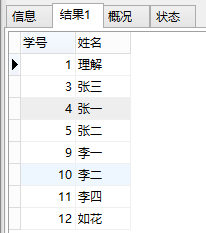 信息 结果1 概况 状态
学号 姓名
1 理解
3 张三
4 张一
5 张二
9 李一
10 李二
11 李四
12 如花